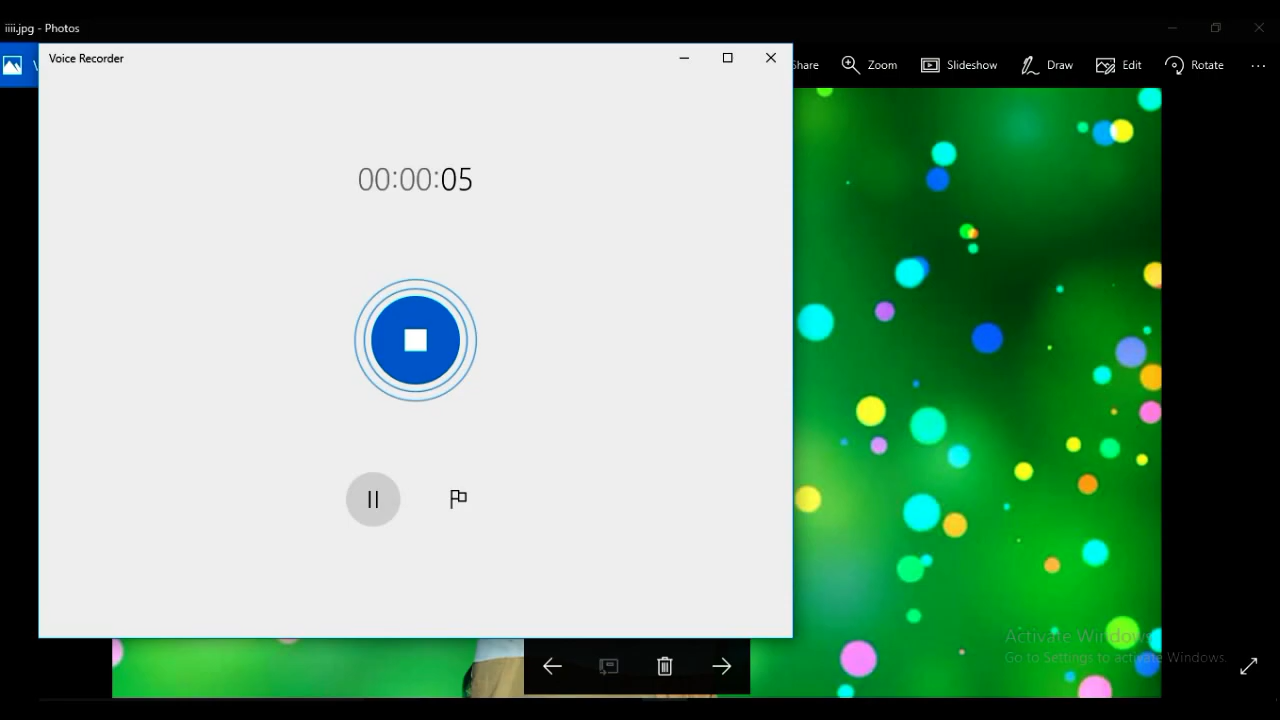 iiii.jpg - Photos
Voice Recorder
Share
Zoom
Slideshow
Draw
Edit
Rotate
00:00:05
Activate Windows
Go to Settings to activate Windows.